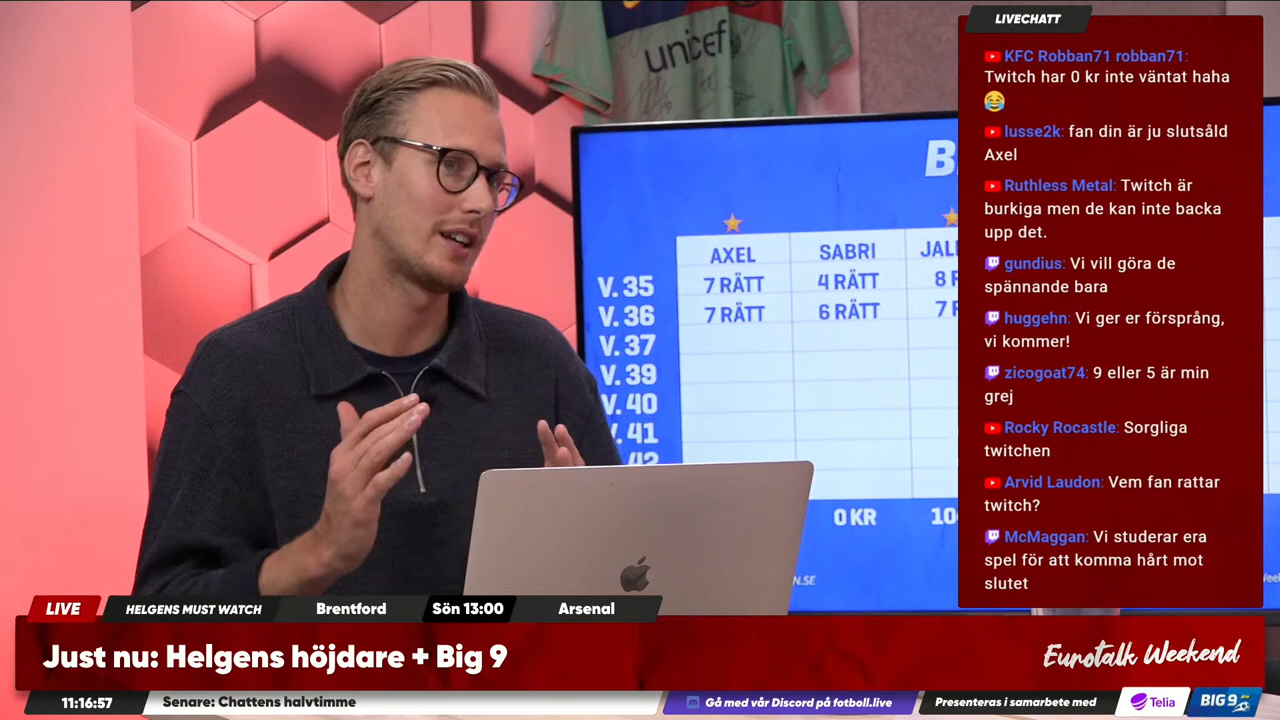 LIVECHATT
KFC Robban71 robban71:
Twitch har 0 kr inte väntat haha
😂
lusse2k: fan din är ju slutsåld
Axel
Ruthless Metal: Twitch är
burkiga men de kan inte backa
upp det.
gundius: Vi vill göra de
spännande bara
huggehn: Vi ger er försprång,
vi kommer!
zicogoat74: 9 eller 5 är min
grej
Rocky Rocastle: Sorgliga
twitchen
Arvid Laudon: Vem fan rattar
twitch?
McMaggan: Vi studerar era
spel för att komma hårt mot
slutet
unicef
AXEL SABRI
V. 35 7 RÄTT 4 RÄTT 8
V. 36 7 RÄTT 6 RÄTT 7
V. 37
V. 39
V. 40
V. 41
0 KR
LIVE HELGENS MUST WATCH Brentford Sön 13:00 Arsenal
Just nu: Helgens höjdare + Big 9
Eurotalk Weekend
11:16:57 Senare: Chattens halvtimme Gå med vår Discord på fotboll.live Presenteras i samarbete med Telia BIG 9